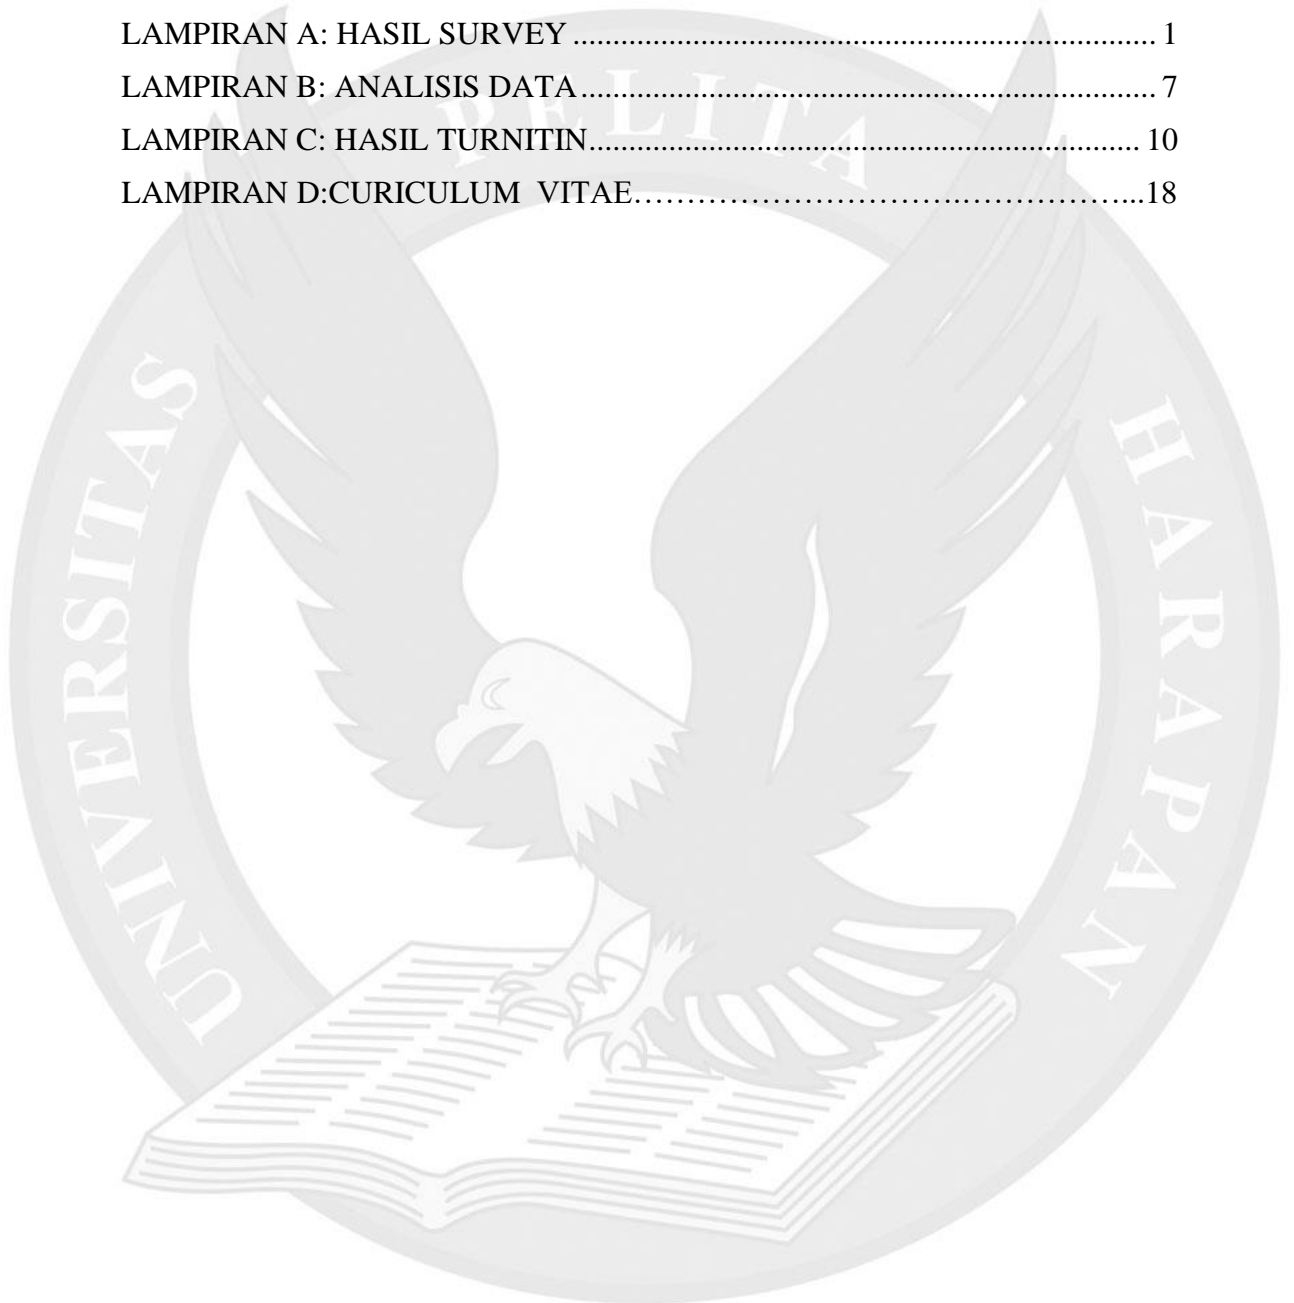 LAMPIRAN A: HASIL SURVEY ............................................................... 1
LAMPIRAN B: ANALISIS DATA .............................................................. 7
LAMPIRAN C: HASIL TURNITIN............................................................ 10
LAMPIRAN D:CURICULUM  VITAE………………………….……………...18
UNIVERSITAS PELITA HARAPAN